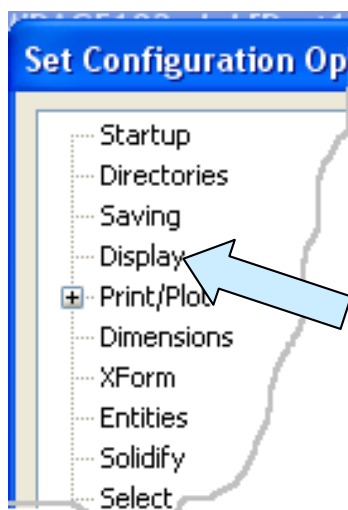 Set Configuration Op
Startup
Directories
Saving
Display
Print/Plot
Dimensions
XForm
Entities
Solidify
Select